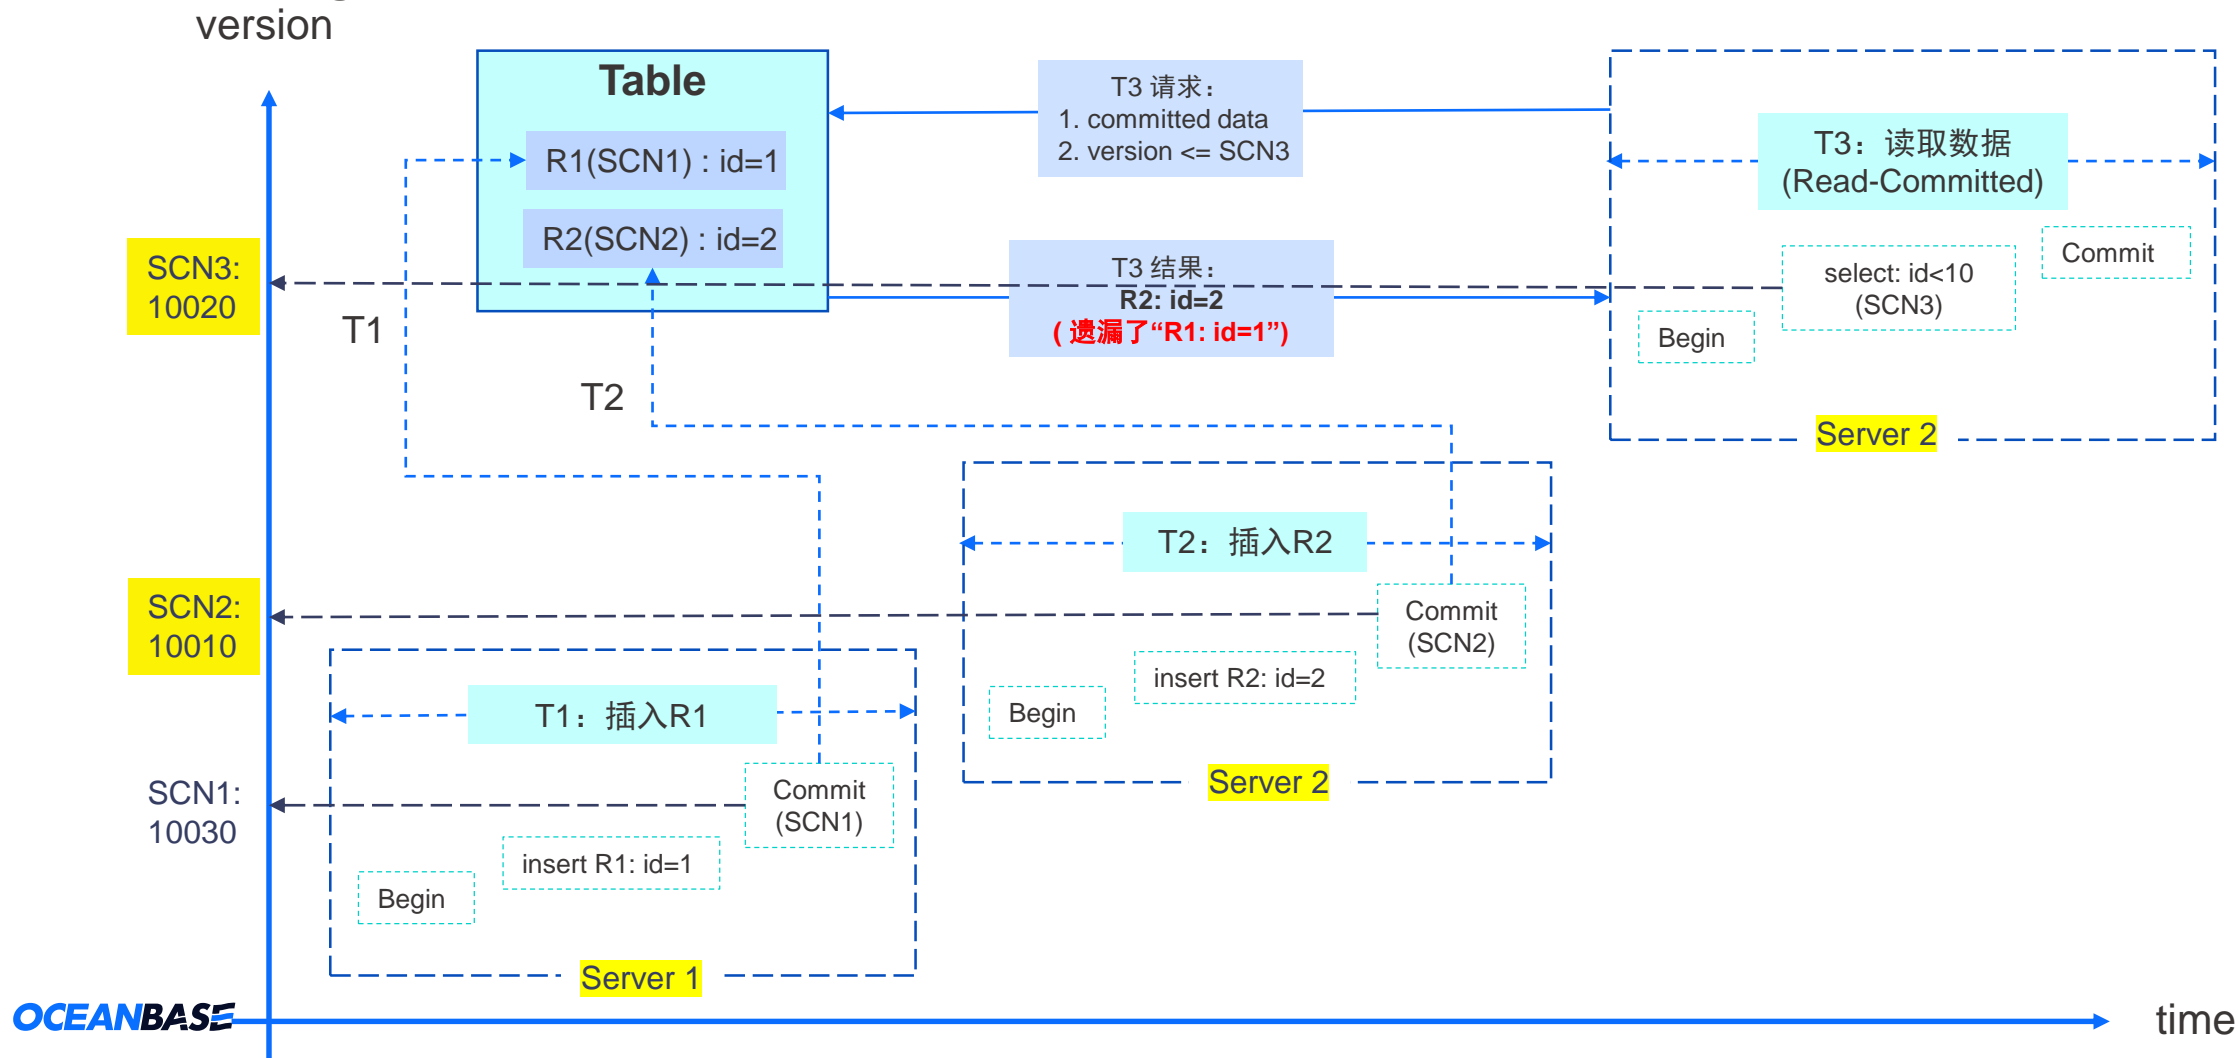 version
Table
R1(SCN1) : id=1
R2(SCN2) : id=2
T3 请求：
1. committed data
2. version <= SCN3
T3：读取数据
(Read-Committed)
Commit
select: id<10
(SCN3)
Begin
Server 2
T3 结果：
R2: id=2
( 遗漏了“R1: id=1”)
SCN3:
10020
T1
T2
T2：插入R2
Commit
(SCN2)
insert R2: id=2
Begin
Server 2
SCN2:
10010
T1：插入R1
Commit
(SCN1)
insert R1: id=1
Begin
Server 1
SCN1:
10030
OCEANBASE
time